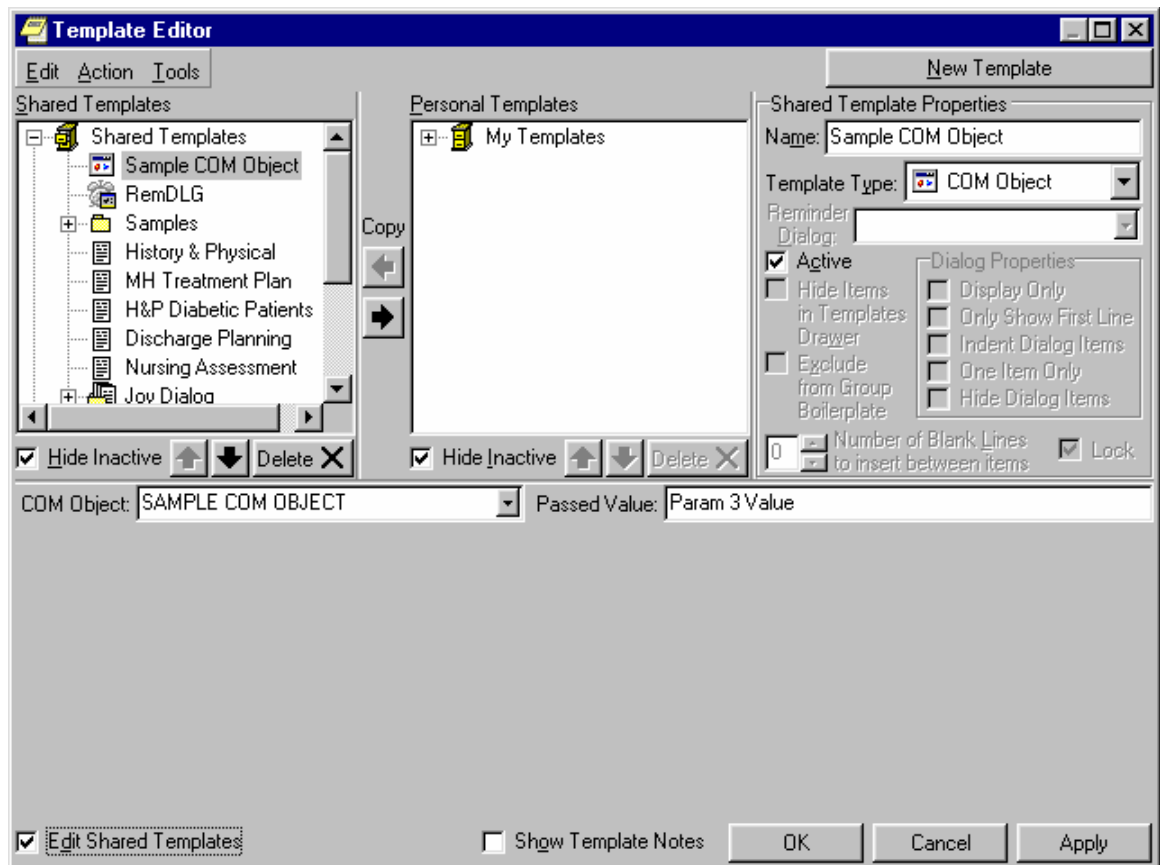 Template Editor
Edit Action Tools
New Template
Shared Templates
Shared Templates
Sample COM Object
RemDLG
Samples
History & Physical
MH Treatment Plan
H&P Diabetic Patients
Discharge Planning
Nursing Assessment
Joy Dialog
Hide Inactive
Delete
Copy
Personal Templates
My Templates
Hide Inactive
Delete
Shared Template Properties
Name: Sample COM Object
Template Type: COM Object
Reminder
Dialog:
Active
Hide Items
in Templates
Drawer
Exclude
from Group
Boilerplate
Dialog Properties
Display Only
Only Show First Line
Indent Dialog Items
One Item Only
Hide Dialog Items
0 Number of Blank Lines
to insert between items
Lock
COM Object: SAMPLE COM OBJECT Passed Value: Param 3 Value
Edit Shared Templates Show Template Notes OK Cancel Apply